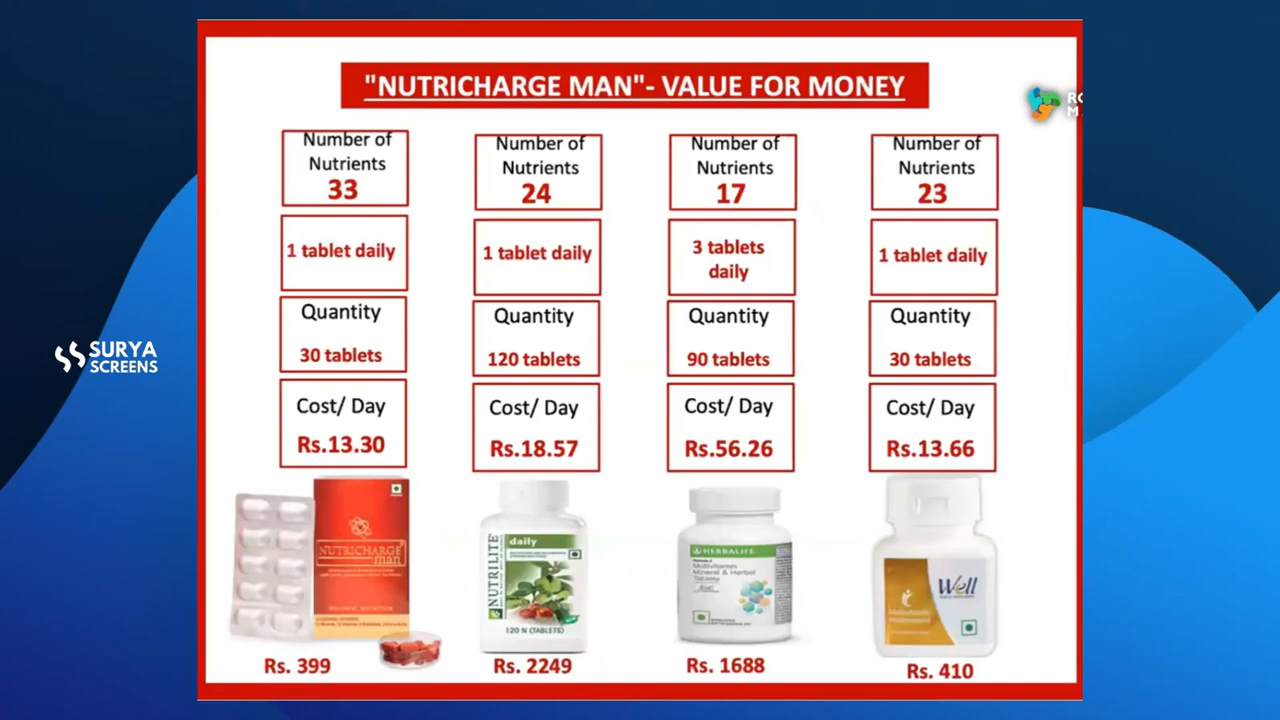 "NUTRICHARGE MAN"- VALUE FOR MONEY
Number of
Nutrients
33
1 tablet daily
Quantity
30 tablets
Cost/ Day
Rs.13.30
NUTRICHARGE
man
Rs. 399
Number of
Nutrients
24
1 tablet daily
Quantity
120 tablets
Cost/ Day
Rs.18.57
NUTRILITE
daily
120 N (TABLETS)
Rs. 2249
Number of
Nutrients
17
3 tablets
daily
Quantity
90 tablets
Cost/ Day
Rs.56.26
HERBALIFE
Multivitamin
Mineral & Herbal
Tablets
Rs. 1688
Number of
Nutrients
23
1 tablet daily
Quantity
30 tablets
Cost/ Day
Rs.13.66
Well
Rs. 410
SURYA
SCREENS